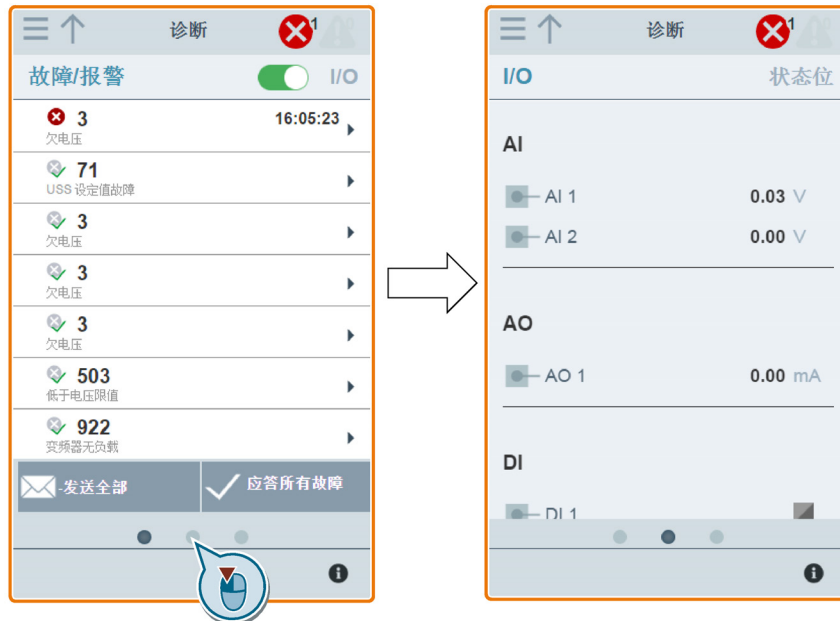 诊断
1
故障/报警
I/O
3
16:05:23
欠电压
71
USS 设定值故障
3
欠电压
3
欠电压
3
欠电压
503
低于电压限值
922
变频器无负载
-发送全部
应答所有故障
诊断
1
I/O
状态位
AI
AI 1
0.03 V
AI 2
0.00 V
AO
AO 1
0.00 mA
DI
DI 1